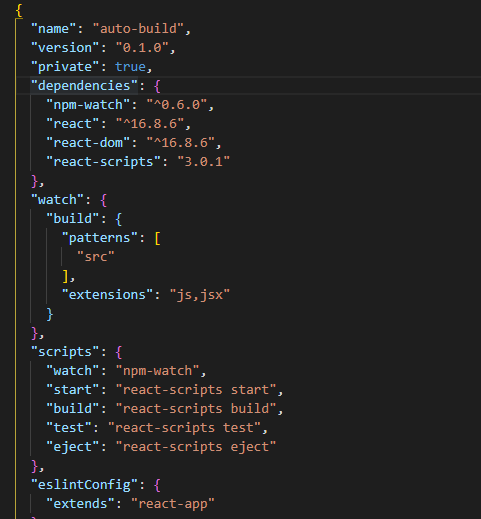 {
"name": "auto-build",
"version": "0.1.0",
"private": true,
"dependencies": {
"npm-watch": "^0.6.0",
"react": "^16.8.6",
"react-dom": "^16.8.6",
"react-scripts": "3.0.1"
},
"watch": {
"build": {
"patterns": [
"src"
],
"extensions": "js,jsx"
}
},
"scripts": {
"watch": "npm-watch",
"start": "react-scripts start",
"build": "react-scripts build",
"test": "react-scripts test",
"eject": "react-scripts eject"
},
"eslintConfig": {
"extends": "react-app"